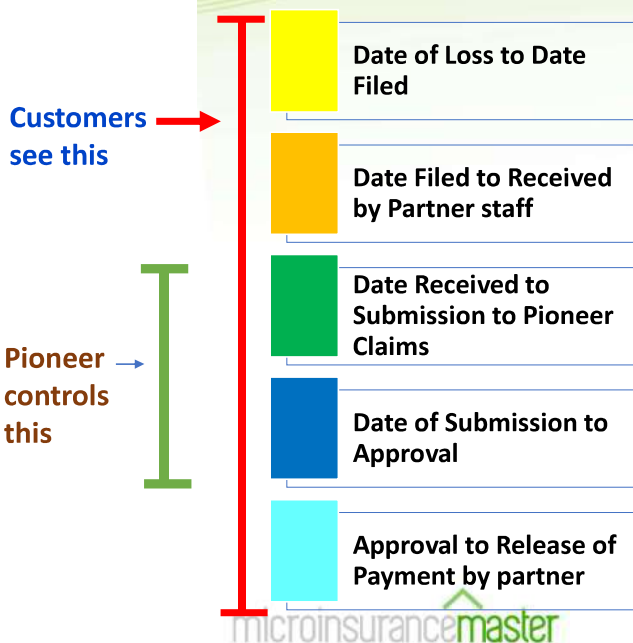 Date of Loss to Date
Filed
Customers
see this
Date Filed to Received
by Partner staff
Date Received to
Submission to Pioneer
Claims
Pioneer
controls
this
Date of Submission to
Approval
Approval to Release of
Payment by partner
microinsurancemaster